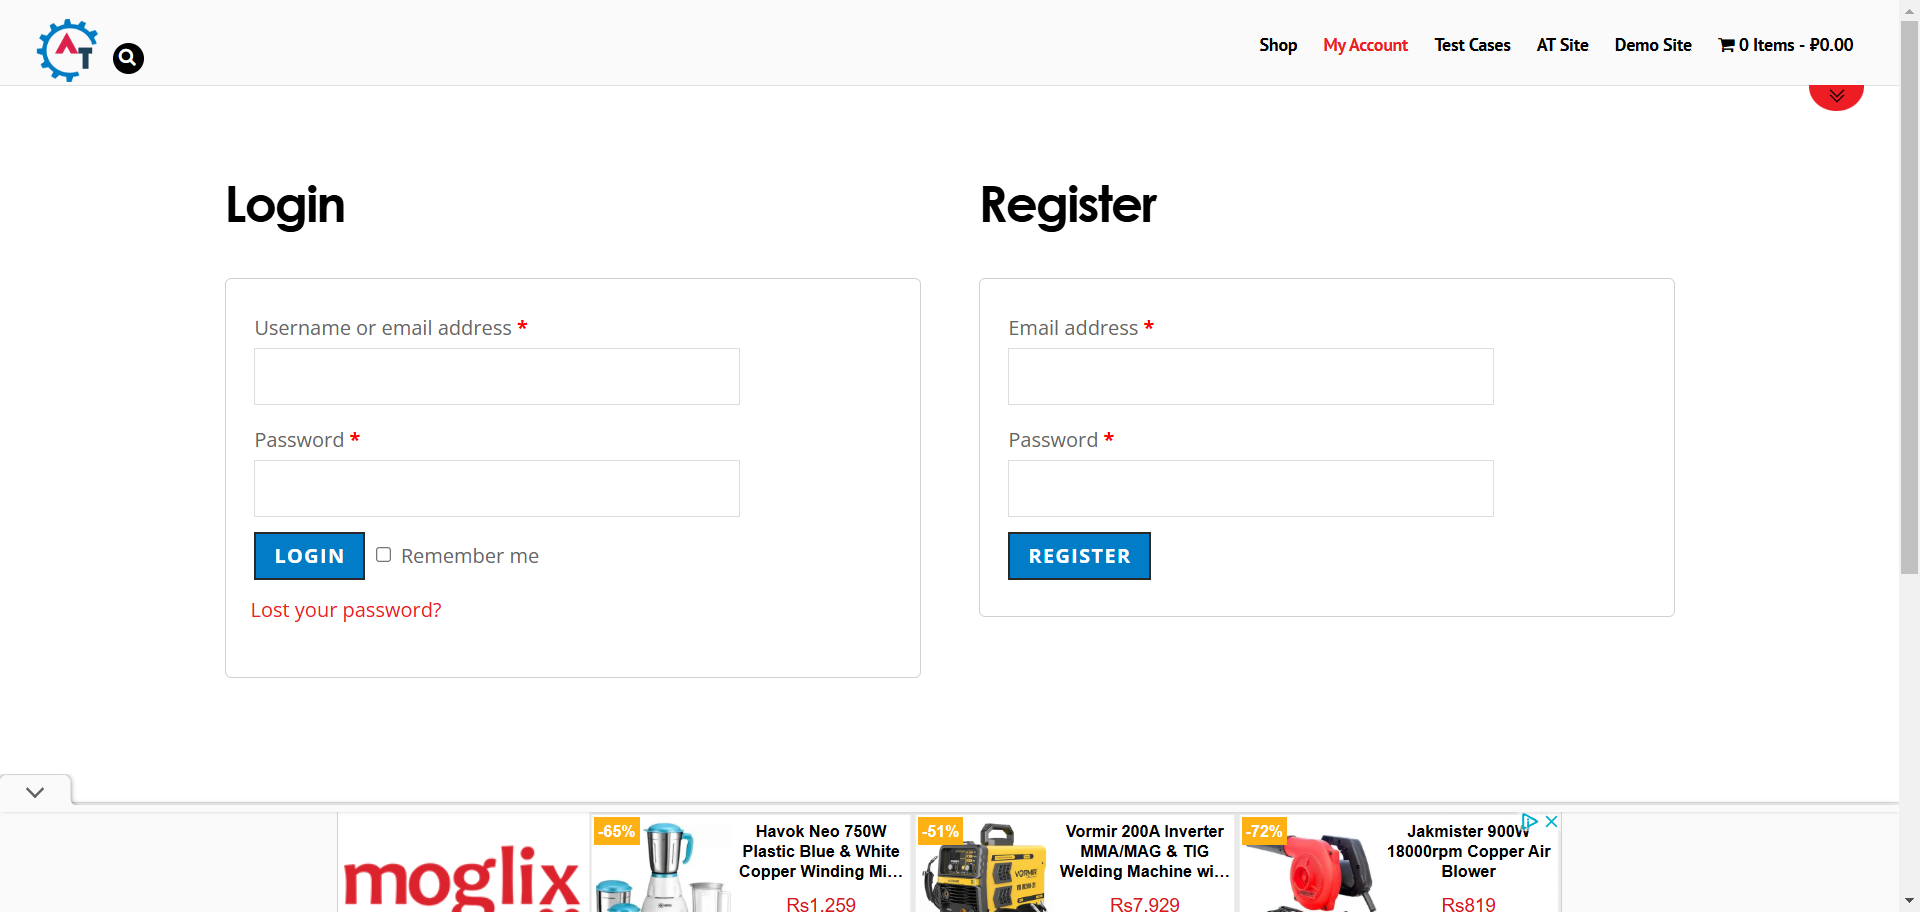 AT
Shop
My Account
Test Cases
AT Site
Demo Site
0 Items - ₽0.00
Login
Register
Username or email address *
Password *
LOGIN
Remember me
Lost your password?
Email address *
Password *
REGISTER
moglix
-65%
Havok Neo 750W
Plastic Blue & White
Copper Winding Mi...
Rs1,259
-51%
VORMIR
Vormir 200A Inverter
MMA/MAG & TIG
Welding Machine wi...
Rs7,929
-72%
Jakmister 900W
18000rpm Copper Air
Blower
Rs819